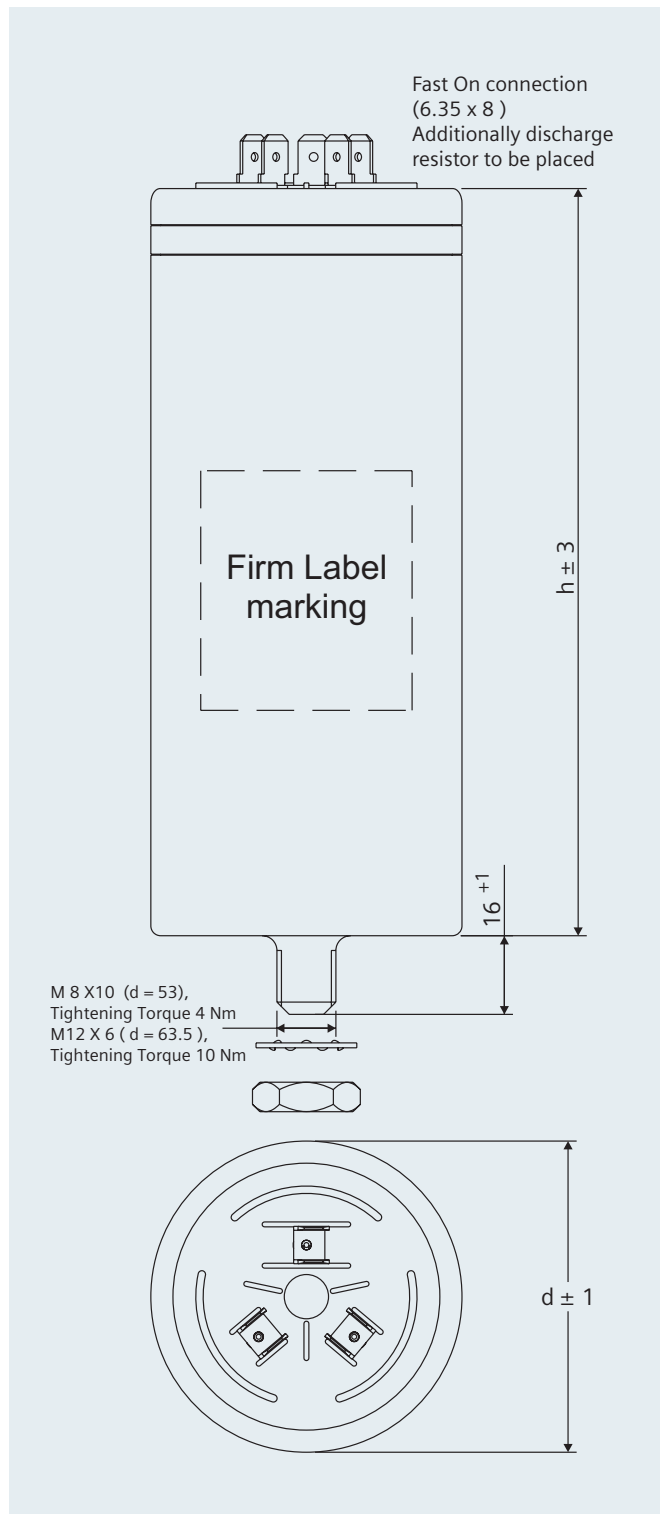 Fast On connection
(6.35 x 8 )
Additionally discharge
resistor to be placed
Firm Label
marking
h ± 3
16 +1
M 8 X10  (d = 53),
Tightening Torque 4 Nm
M12 X 6 ( d = 63.5 ),
Tightening Torque 10 Nm
d ± 1